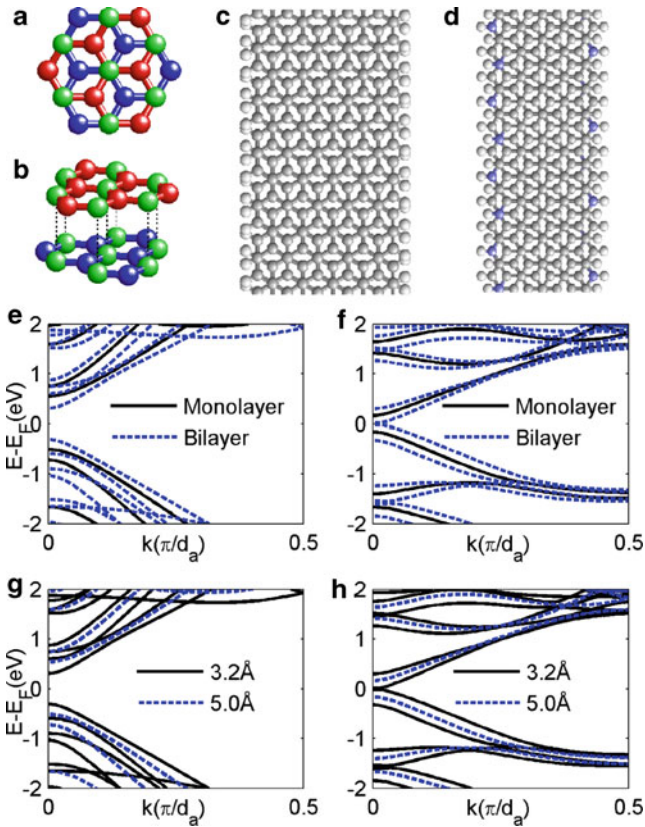 a
c
d
b
e
2
1
0
-1
-2
E-E_F(eV)
Monolayer
Bilayer
0
0.5
k(π/d_a)
f
2
1
0
-1
-2
Monolayer
Bilayer
0
0.5
k(π/d_a)
g
2
1
0
-1
-2
E-E_F(eV)
3.2Å
5.0Å
0
0.5
k(π/d_a)
h
2
1
0
-1
-2
3.2Å
5.0Å
0
0.5
k(π/d_a)